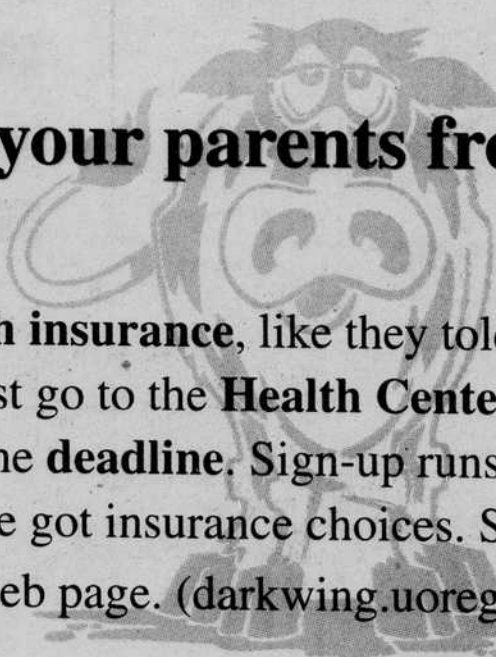 your parents fre
h insurance, like they tol
st go to the Health Cente
he deadline. Sign-up runs
e got insurance choices. S
eb page. (darkwing.uoreg